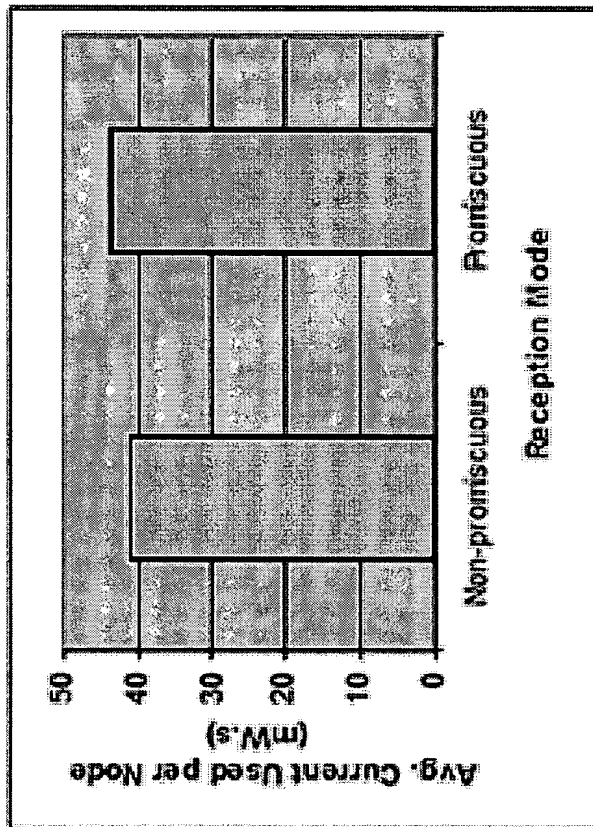 Avg. Current Used per Node
(mW.s)
50
40
30
20
10
0
Non-promiscuous
Promiscuous
Reception Mode